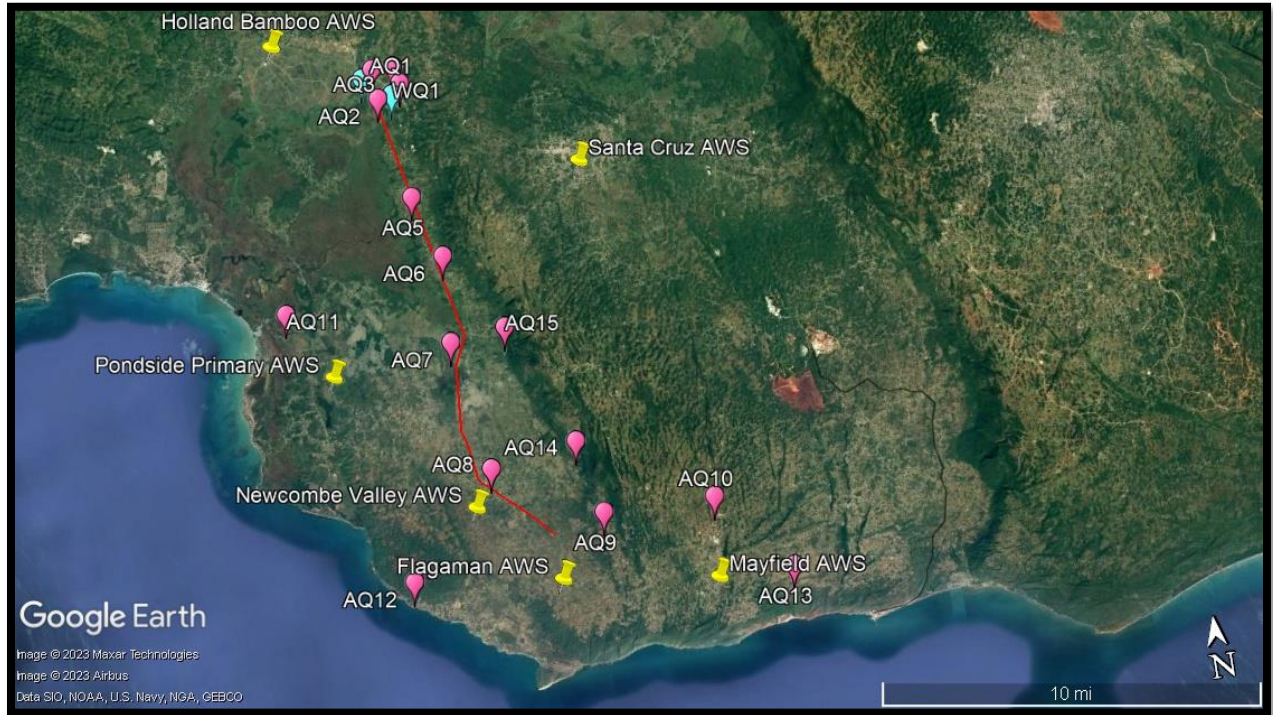 Holland Bamboo AWS
AQ1
AQ3
WQ1
AQ2
Santa Cruz AWS
AQ5
AQ6
AQ11
AQ15
AQ7
Pondside Primary AWS
AQ14
AQ8
AQ10
Newcombe Valley AWS
AQ9
Flagaman AWS
Mayfield AWS
AQ12
AQ13
Google Earth
Image © 2023 Maxar Technologies
Image © 2023 Airbus
Data SIO, NOAA, U.S. Navy, NGA, GEBCO
N
10 mi